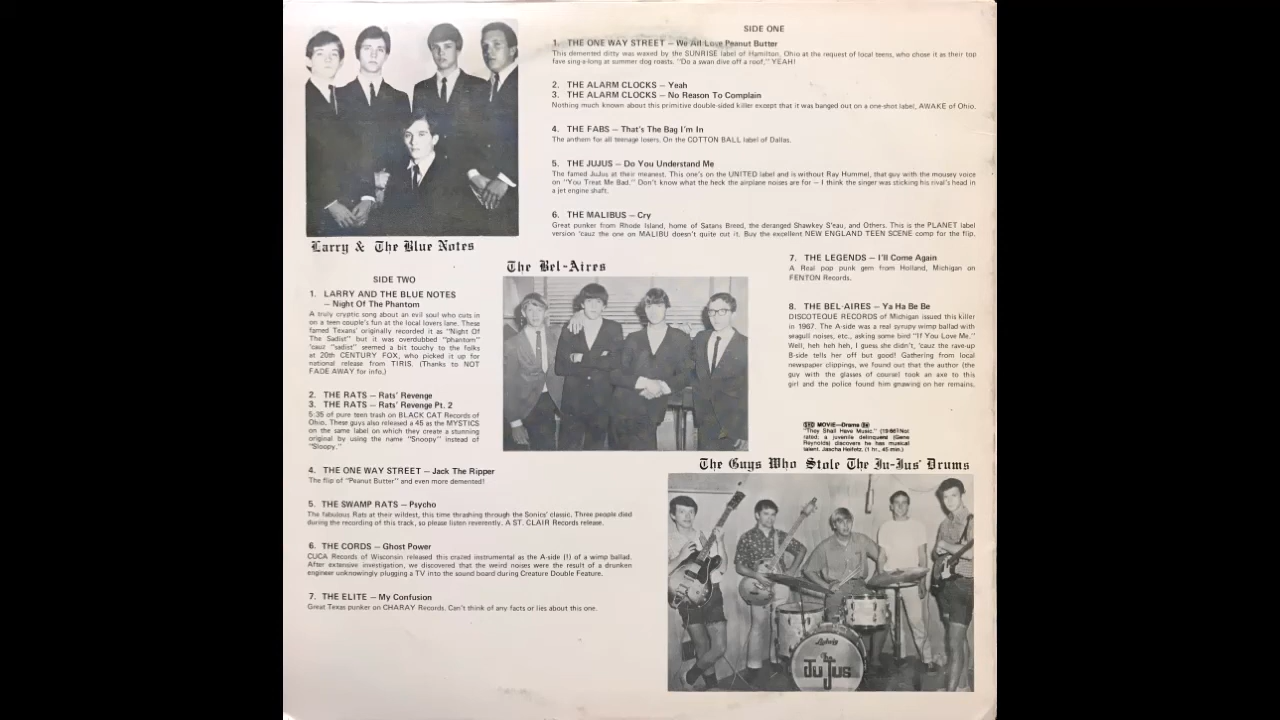 SIDE ONE
1. THE ONE WAY STREET – We All Love Peanut Butter
This demented ditty was waxed by the SUNRISE label of Hamilton, Ohio at the request of local teens, who chose it as their top
fave sing-a-long at summer dog roasts. "Do a swan dive off a roof," YEAH!
2. THE ALARM CLOCKS – Yeah
3. THE ALARM CLOCKS – No Reason To Complain
Nothing much known about this primitive double-sided killer except that it was banged out on a one-shot label, AWAKE of Ohio.
4. THE FABS – That's The Bag I'm In
The anthem for all teenage losers. On the COTTON BALL label of Dallas.
5. THE JUJUS – Do You Understand Me
The famed JuJus at their meanest. This one's on the UNITED label and is without Ray Hummel, that guy with the mousey voice
on "You Treat Me Bad." Don't know what the heck the airplane noises are for – I think the singer was sticking his rival's head in
a jet engine shaft.
6. THE MALIBUS – Cry
Great punker from Rhode Island, home of Satans Breed, the deranged Shawkey S'eau, and Others. This is the PLANET label
version 'cauz the one on MALIBU doesn't quite cut it. Buy the excellent NEW ENGLAND TEEN SCENE comp for the flip.
7. THE LEGENDS – I'll Come Again
A Real pop punk gem from Holland, Michigan on
FENTON Records.
8. THE BEL-AIRES – Ya Ha Be Be
DISCOTEQUE RECORDS of Michigan issued this killer
in 1967. The A-side was a real syrupy wimp ballad with
seagull noises, etc., asking some bird "If You Love Me."
Well, heh heh heh, I guess she didn't, 'cauz the rave-up
B-side tells her off but good! Gathering from local
newspaper clippings, we found out that the author (the
guy with the glasses of course) took an axe to this
girl and the police found him gnawing on her remains.
Larry & The Blue Notes
The Bel-Aires
SIDE TWO
1. LARRY AND THE BLUE NOTES
– Night Of The Phantom
A truly cryptic song about an evil soul who cuts in
on a teen couple's fun at the local lovers lane. These
famed Texans' originally recorded it as "Night Of
The Sadist" but it was overdubbed "phantom"
'cauz "sadist" seemed a bit touchy to the folks
at 20th CENTURY FOX, who picked it up for
national release from TIRIS. (Thanks to NOT
FADE AWAY for info.)
2. THE RATS – Rats' Revenge
3. THE RATS – Rats' Revenge Pt. 2
5:35 of pure teen trash on BLACK CAT Records of
Ohio. These guys also released a 45 as the MYSTICS
on the same label on which they create a stunning
original by using the name "Snoopy" instead of
"Sloopy."
4. THE ONE WAY STREET – Jack The Ripper
The flip of "Peanut Butter" and even more demented!
5. THE SWAMP RATS – Psycho
The fabulous Rats at their wildest, this time thrashing through the Sonics' classic. Three people died
during the recording of this track, so please listen reverently. A ST. CLAIR Records release.
6. THE CORDS – Ghost Power
CUCA Records of Wisconsin released this crazed instrumental as the A-side (!) of a wimp ballad.
After extensive investigation, we discovered that the weird noises were the result of a drunken
engineer unknowingly plugging a TV into the sound board during Creature Double Feature.
7. THE ELITE – My Confusion
Great Texas punker on CHARAY Records. Can't think of any facts or lies about this one.
MOVIE—Drama
"They Shall Have Music." Not
rated; a juvenile delinquent (Gene
Reynolds) discovers he has musical
talent. Jascha Heifetz. (1 hr., 45 min.)
The Guys Who Stole The Ju-Jus' Drums
Ludwig
The
JuJus